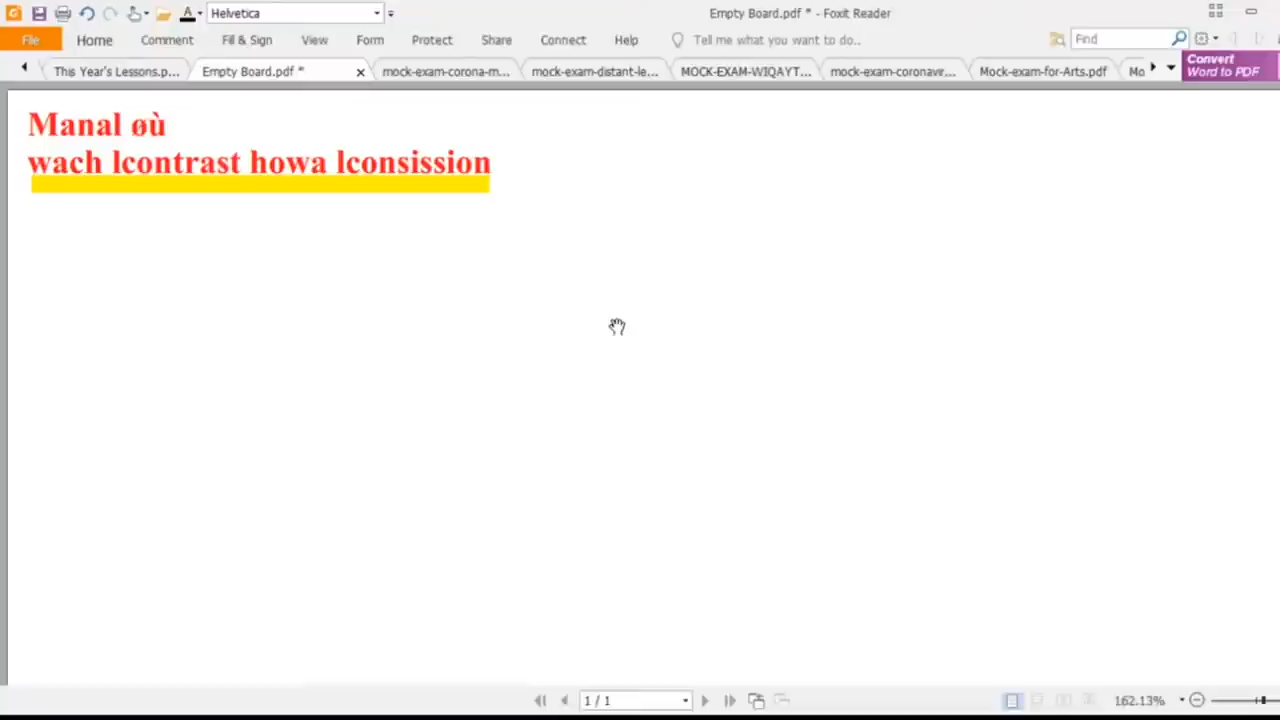 Helvetica
Empty Board.pdf * - Foxit Reader
File Home Comment Fill & Sign View Form Protect Share Connect Help Tell me what you want to do.. Find
This Year's Lessons.p... Empty Board.pdf * mock-exam-corona-m... mock-exam-distant-le... MOCK-EXAM-WIQAYT... mock-exam-coronavir... Mock-exam-for-Arts.pdf Mo
Convert
Word to PDF
Manal øù
wach lcontrast howa lconsission
1 / 1 162.13%